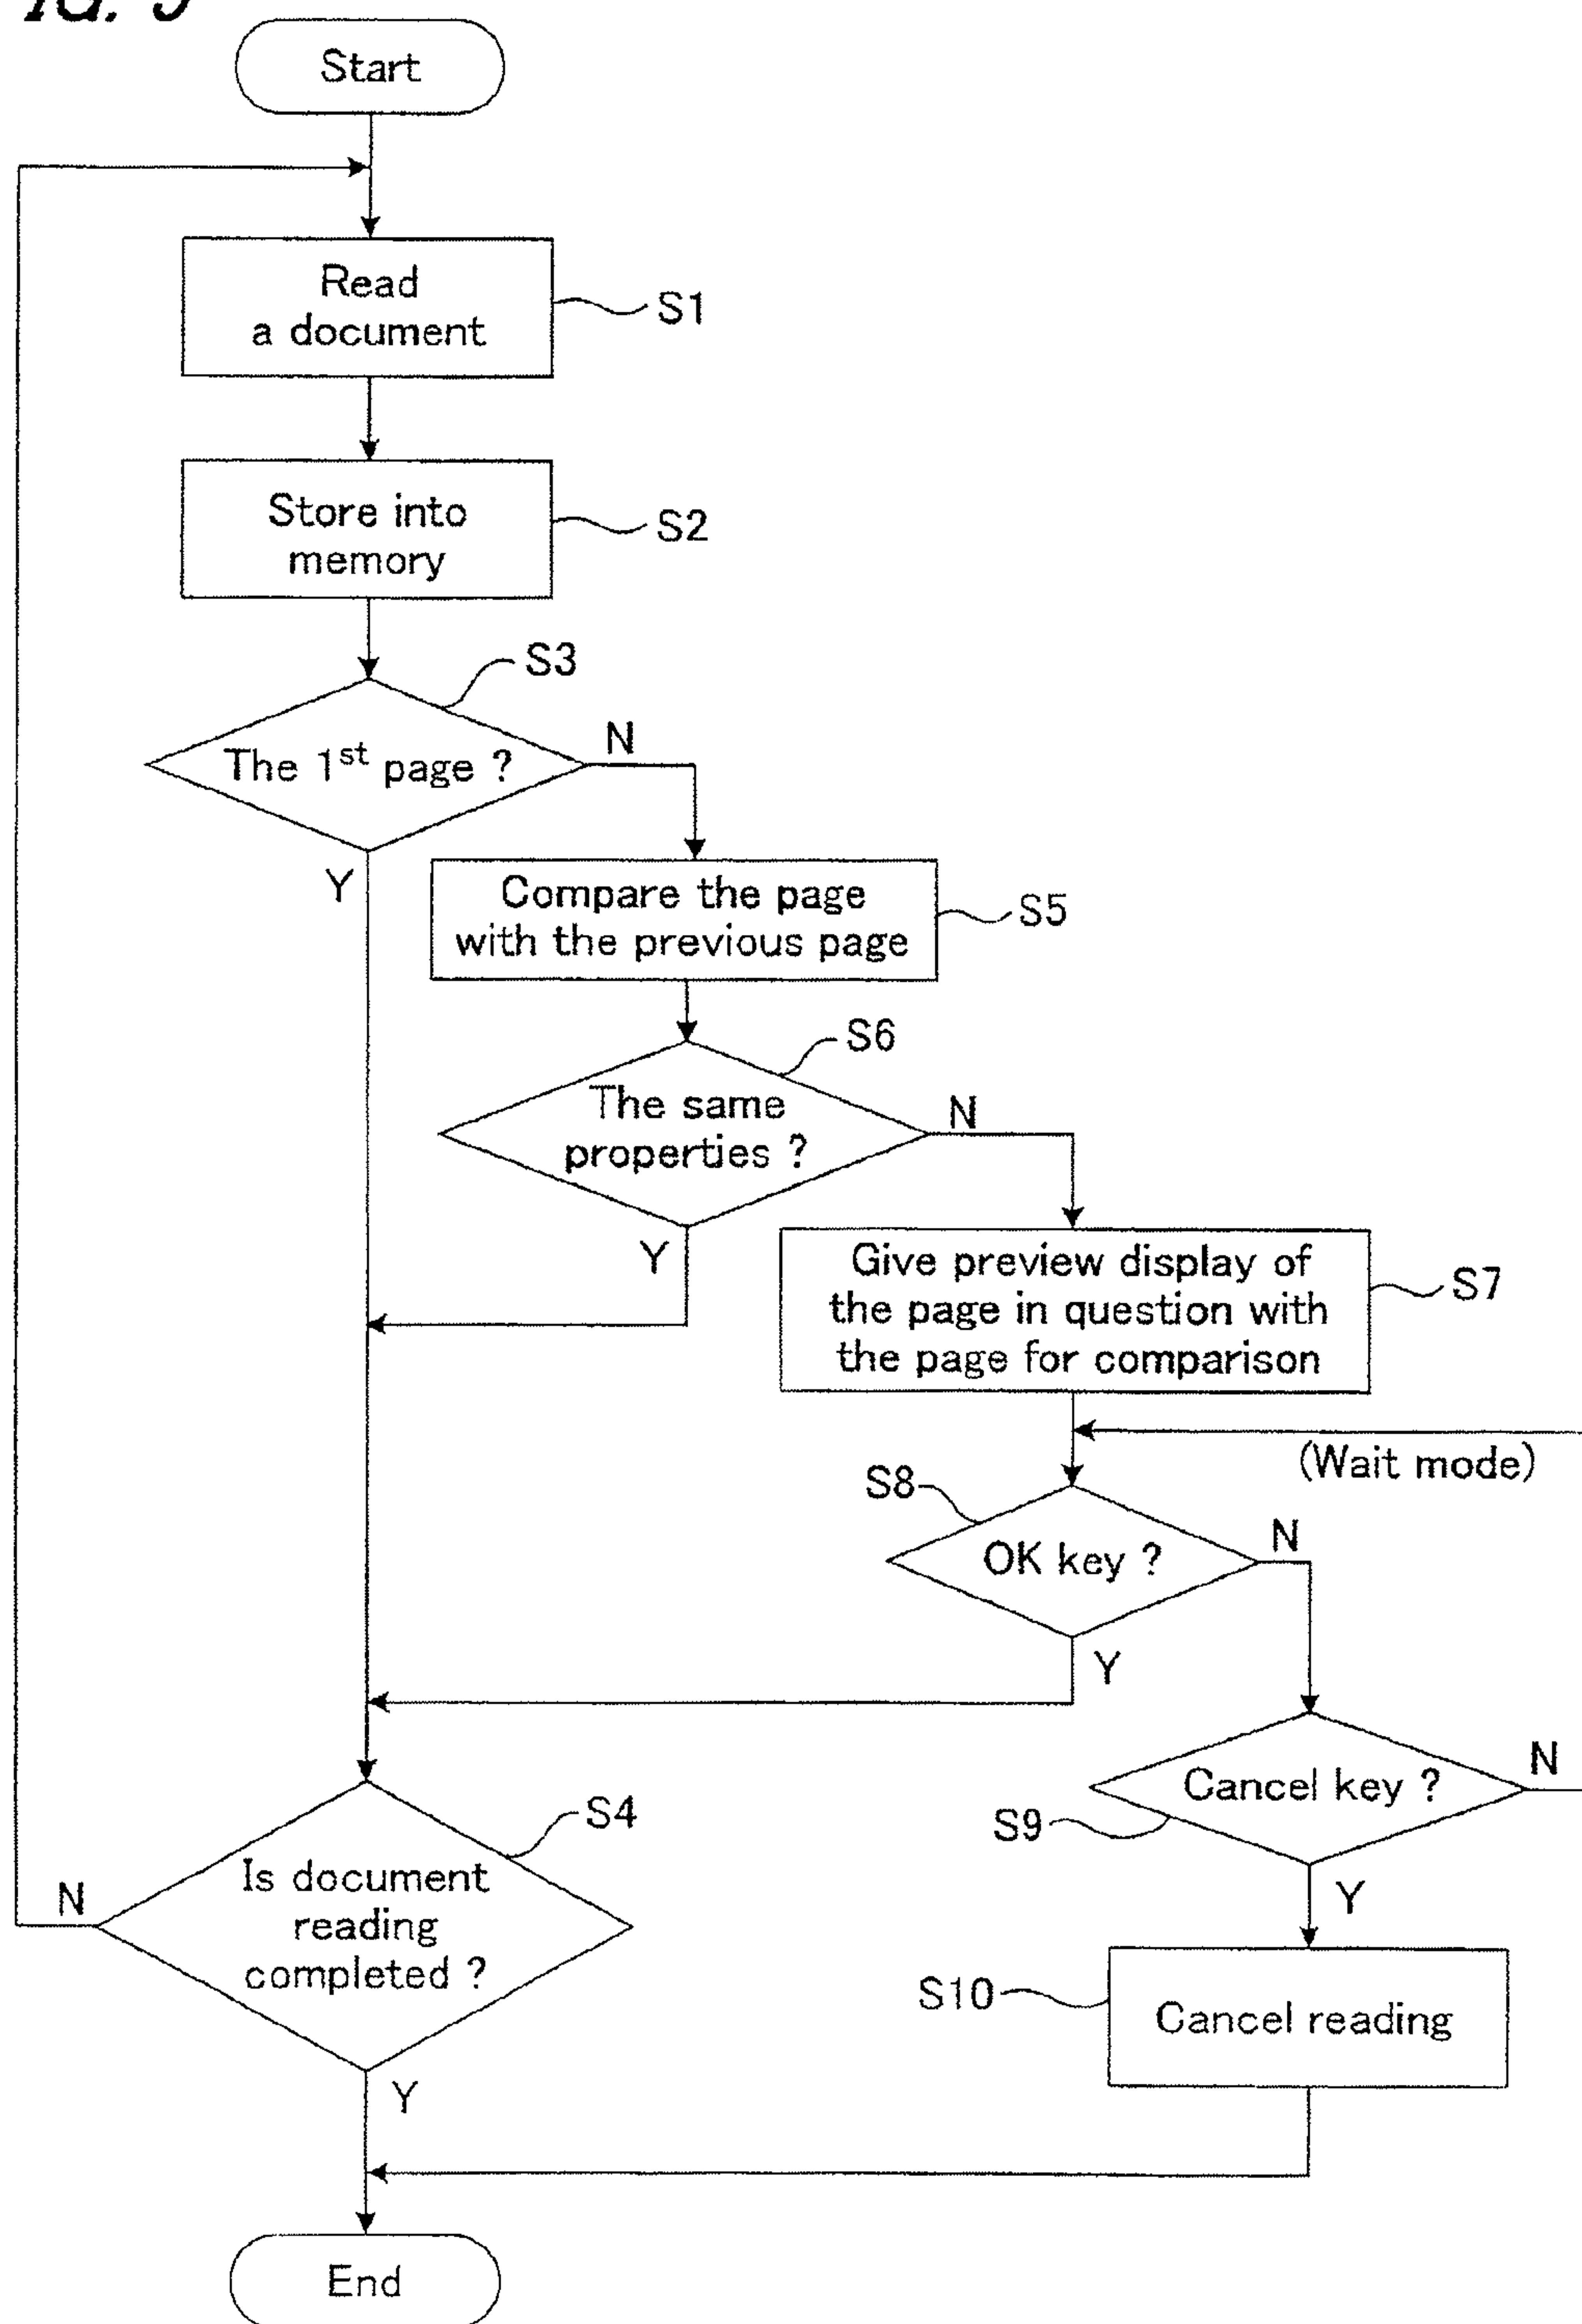 Start
Read
a document
S1
Store into
memory
S2
S3
The 1st page ?
N
Y
Compare the page
with the previous page
S5
S6
The same
properties ?
N
Y
Give preview display of
the page in question with
the page for comparison
S7
(Wait mode)
S8
OK key ?
N
Y
Cancel key ?
N
S9
Y
S4
Is document
reading
completed ?
N
Y
S10
Cancel reading
End